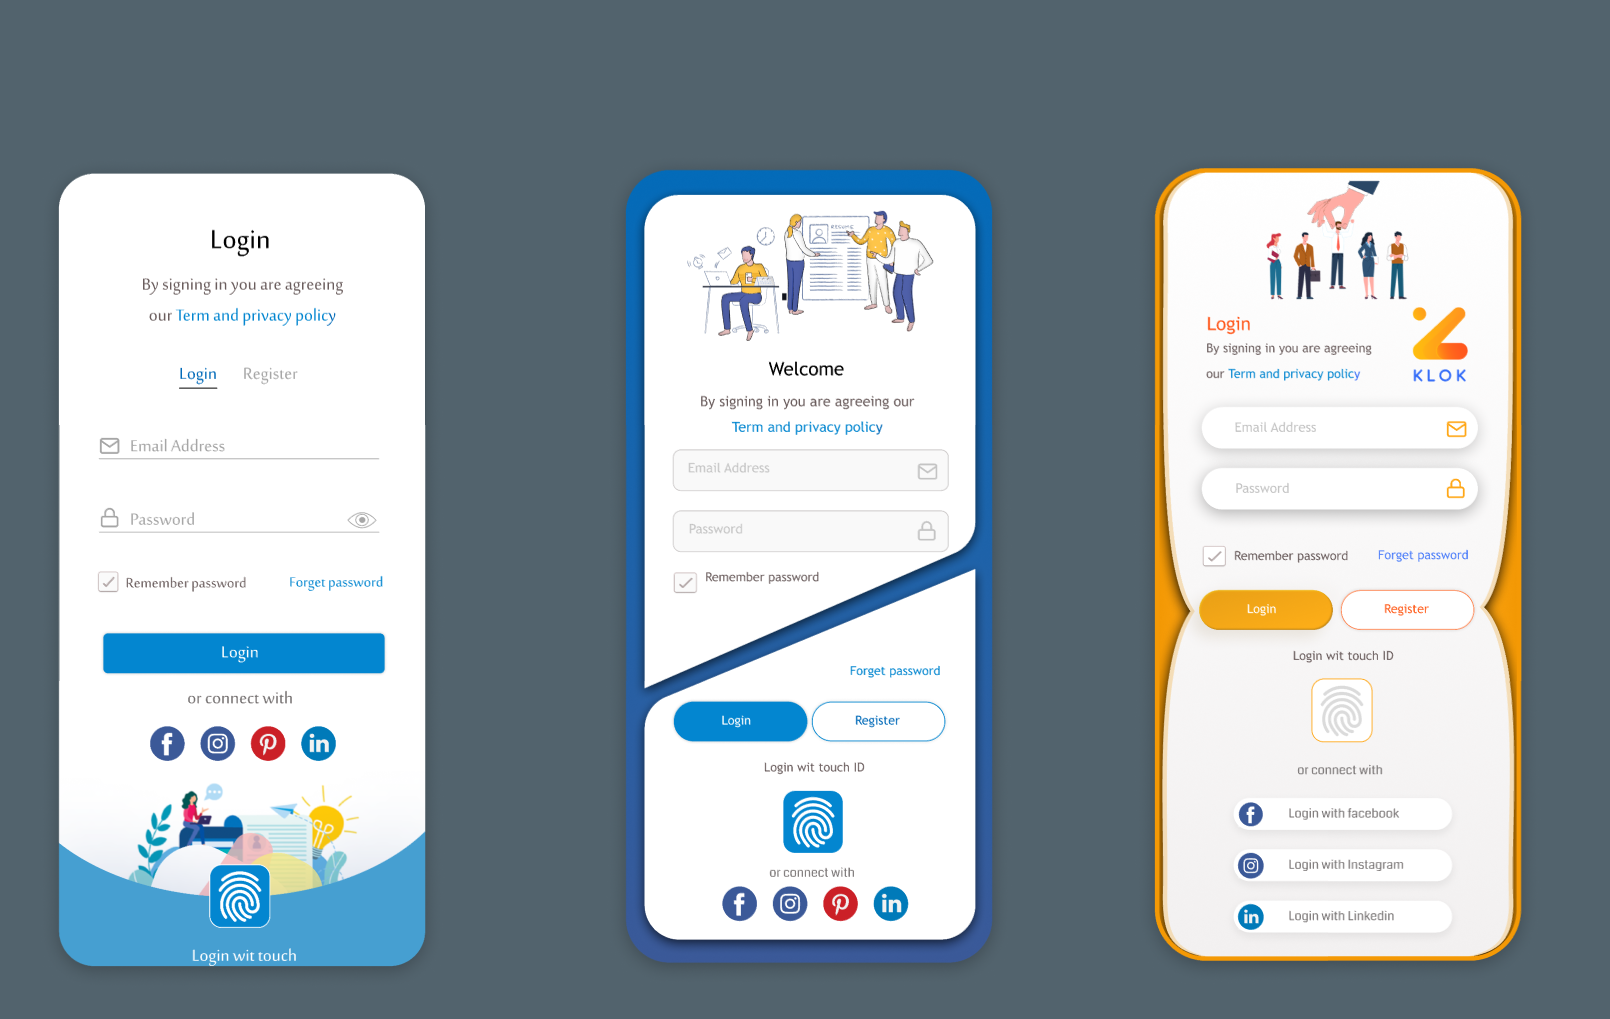 Login
By signing in you are agreeing
our Term and privacy policy
Login Register
Email Address
Password
Remember password Forget password
Login
or connect with
Login wit touch
RESUME
Welcome
By signing in you are agreeing our
Term and privacy policy
Email Address
Password
Remember password
Forget password
Login Register
Login wit touch ID
or connect with
Login
By signing in you are agreeing
our Term and privacy policy
KLOK
Email Address
Password
Remember password Forget password
Login Register
Login wit touch ID
or connect with
Login with facebook
Login with Instagram
Login with Linkedin